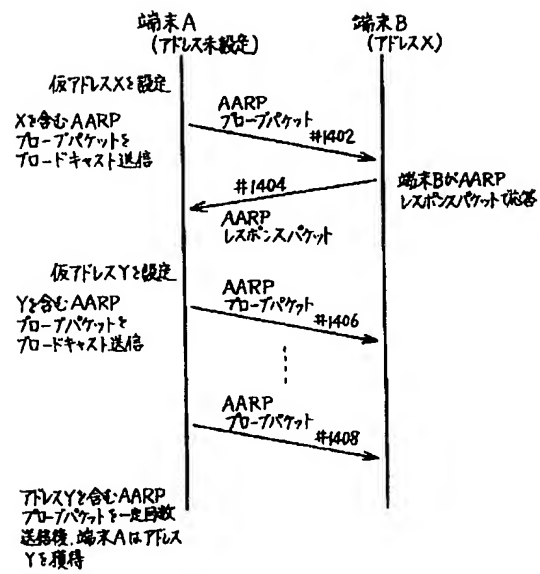 端末A
(アドレス未設定)
端末B
(アドレスX)
仮アドレスXを設定
Xを含むAARP
プローブパケットを
ブロードキャスト送信
AARP
プローブパケット
#1402
#1404
AARP
レスポンスパケット
端末BがAARP
レスポンスパケットで応答
仮アドレスYを設定
Yを含むAARP
プローブパケットを
ブロードキャスト送信
AARP
プローブパケット
#1406
AARP
プローブパケット
#1408
アドレスYを含むAARP
プローブパケットを一定回数
送信後、端末Aはアドレス
Yを獲得